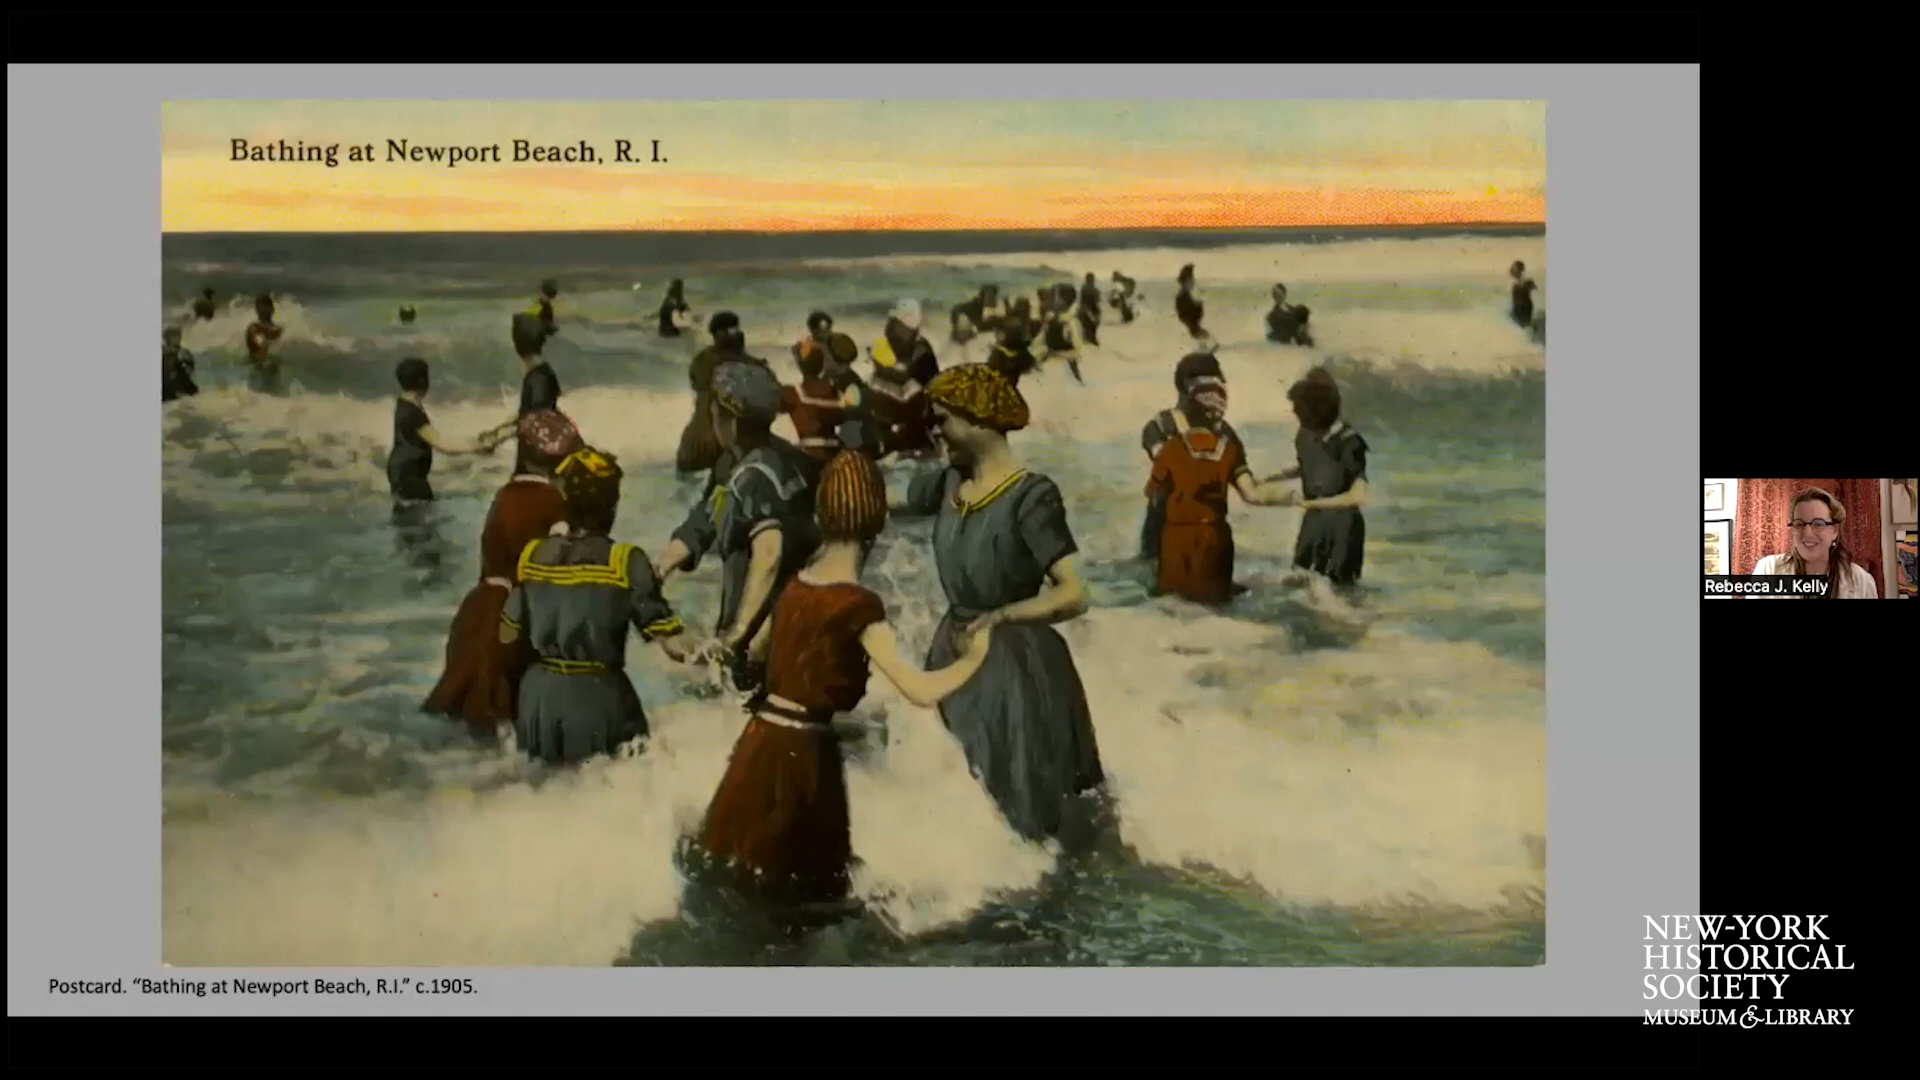 Bathing at Newport Beach, R. I.
Postcard. “Bathing at Newport Beach, R.I.” c.1905.
Rebecca J. Kelly
NEW-YORK
HISTORICAL
SOCIETY
MUSEUM & LIBRARY